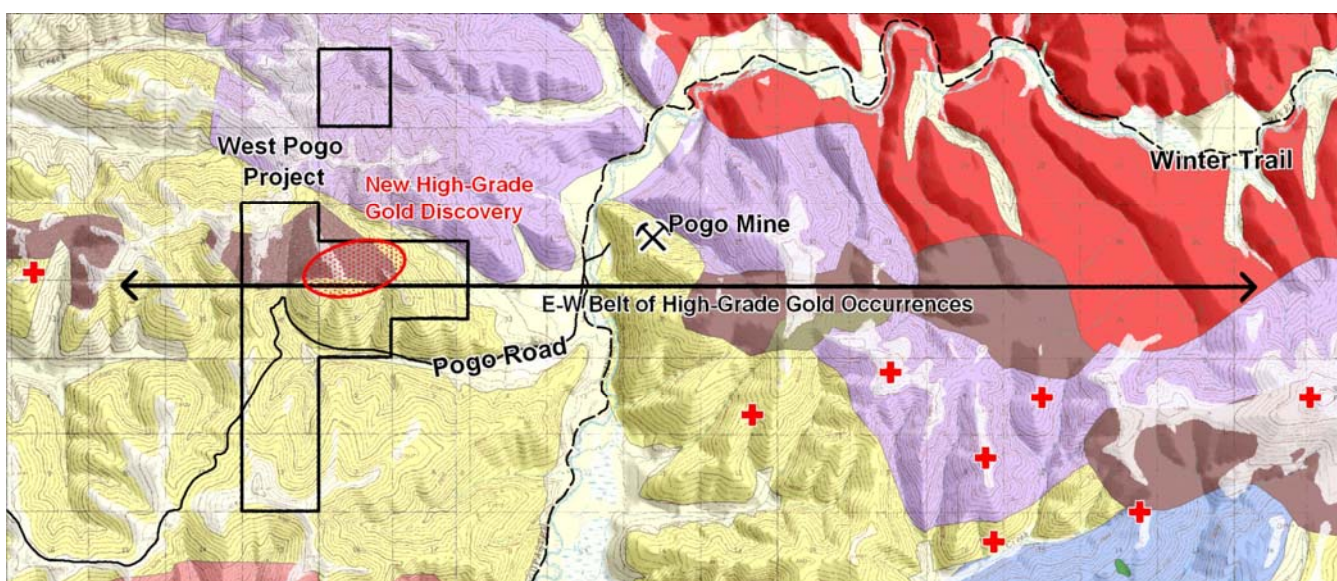 West Pogo
Project
New High-Grade
Gold Discovery
Winter Trail
Pogo Mine
E-W Belt of High-Grade Gold Occurrences
Pogo Road
Creek